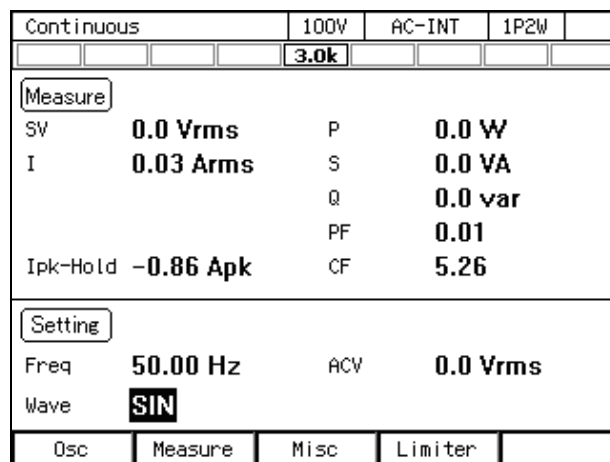 Continuous 100V AC-INT 1P2W
3.0k
Measure
SV 0.0 Vrms P 0.0 W
I 0.03 Arms S 0.0 VA
Q 0.0 var
PF 0.01
Ipk-Hold -0.86 Apk CF 5.26
Setting
Freq 50.00 Hz ACV 0.0 Vrms
Wave SIN
Osc Measure Misc Limiter